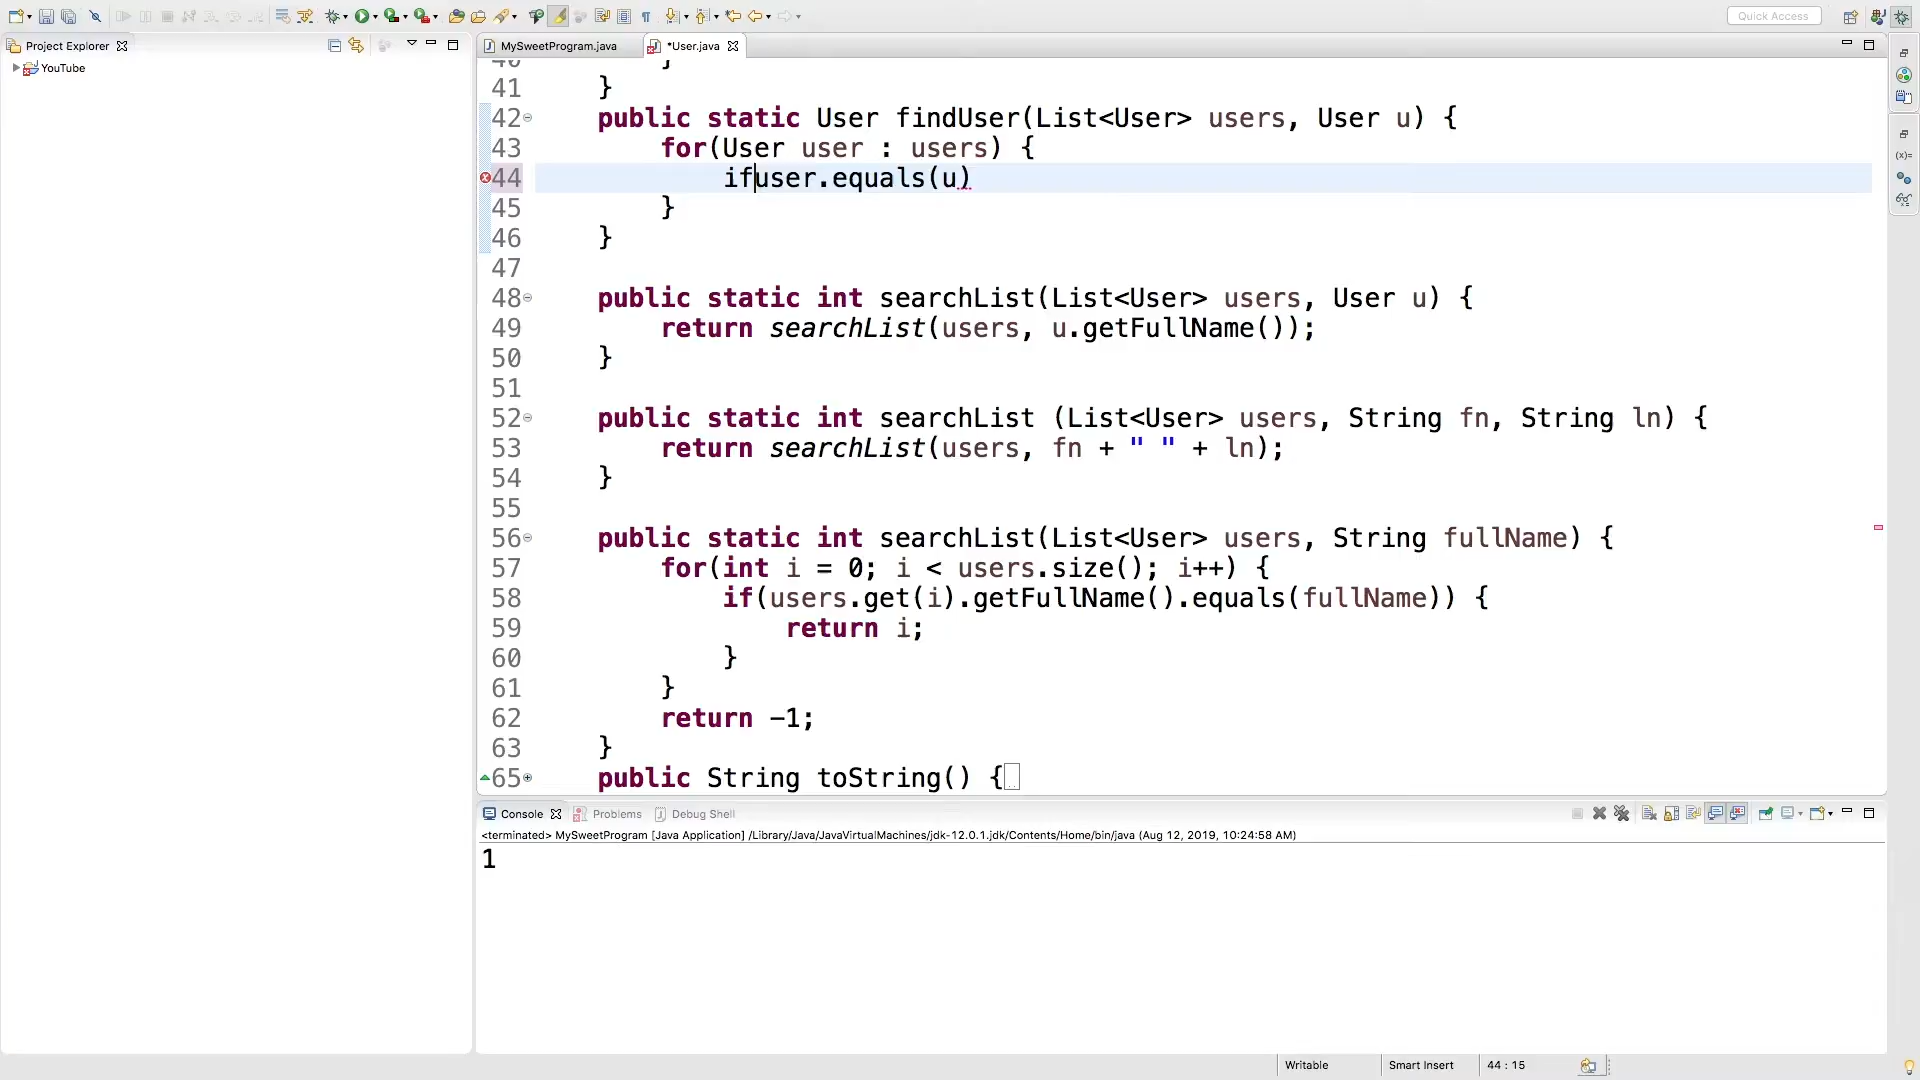 Quick Access
Project Explorer
MySweetProgram.java
*User.java
YouTube
41 }
42 public static User findUser(List<User> users, User u) {
43 for(User user : users) {
44 ifuser.equals(u)
45 }
46 }
47
48 public static int searchList(List<User> users, User u) {
49 return searchList(users, u.getFullName());
50 }
51
52 public static int searchList (List<User> users, String fn, String ln) {
53 return searchList(users, fn + " " + ln);
54 }
55
56 public static int searchList(List<User> users, String fullName) {
57 for(int i = 0; i < users.size(); i++) {
58 if(users.get(i).getFullName().equals(fullName)) {
59 return i;
60 }
61 }
62 return -1;
63 }
65 public String toString() {
Console
Problems
Debug Shell
<terminated> MySweetProgram [Java Application] /Library/Java/JavaVirtualMachines/jdk-12.0.1.jdk/Contents/Home/bin/java (Aug 12, 2019, 10:24:58 AM)
1
Writable
Smart Insert
44 : 15